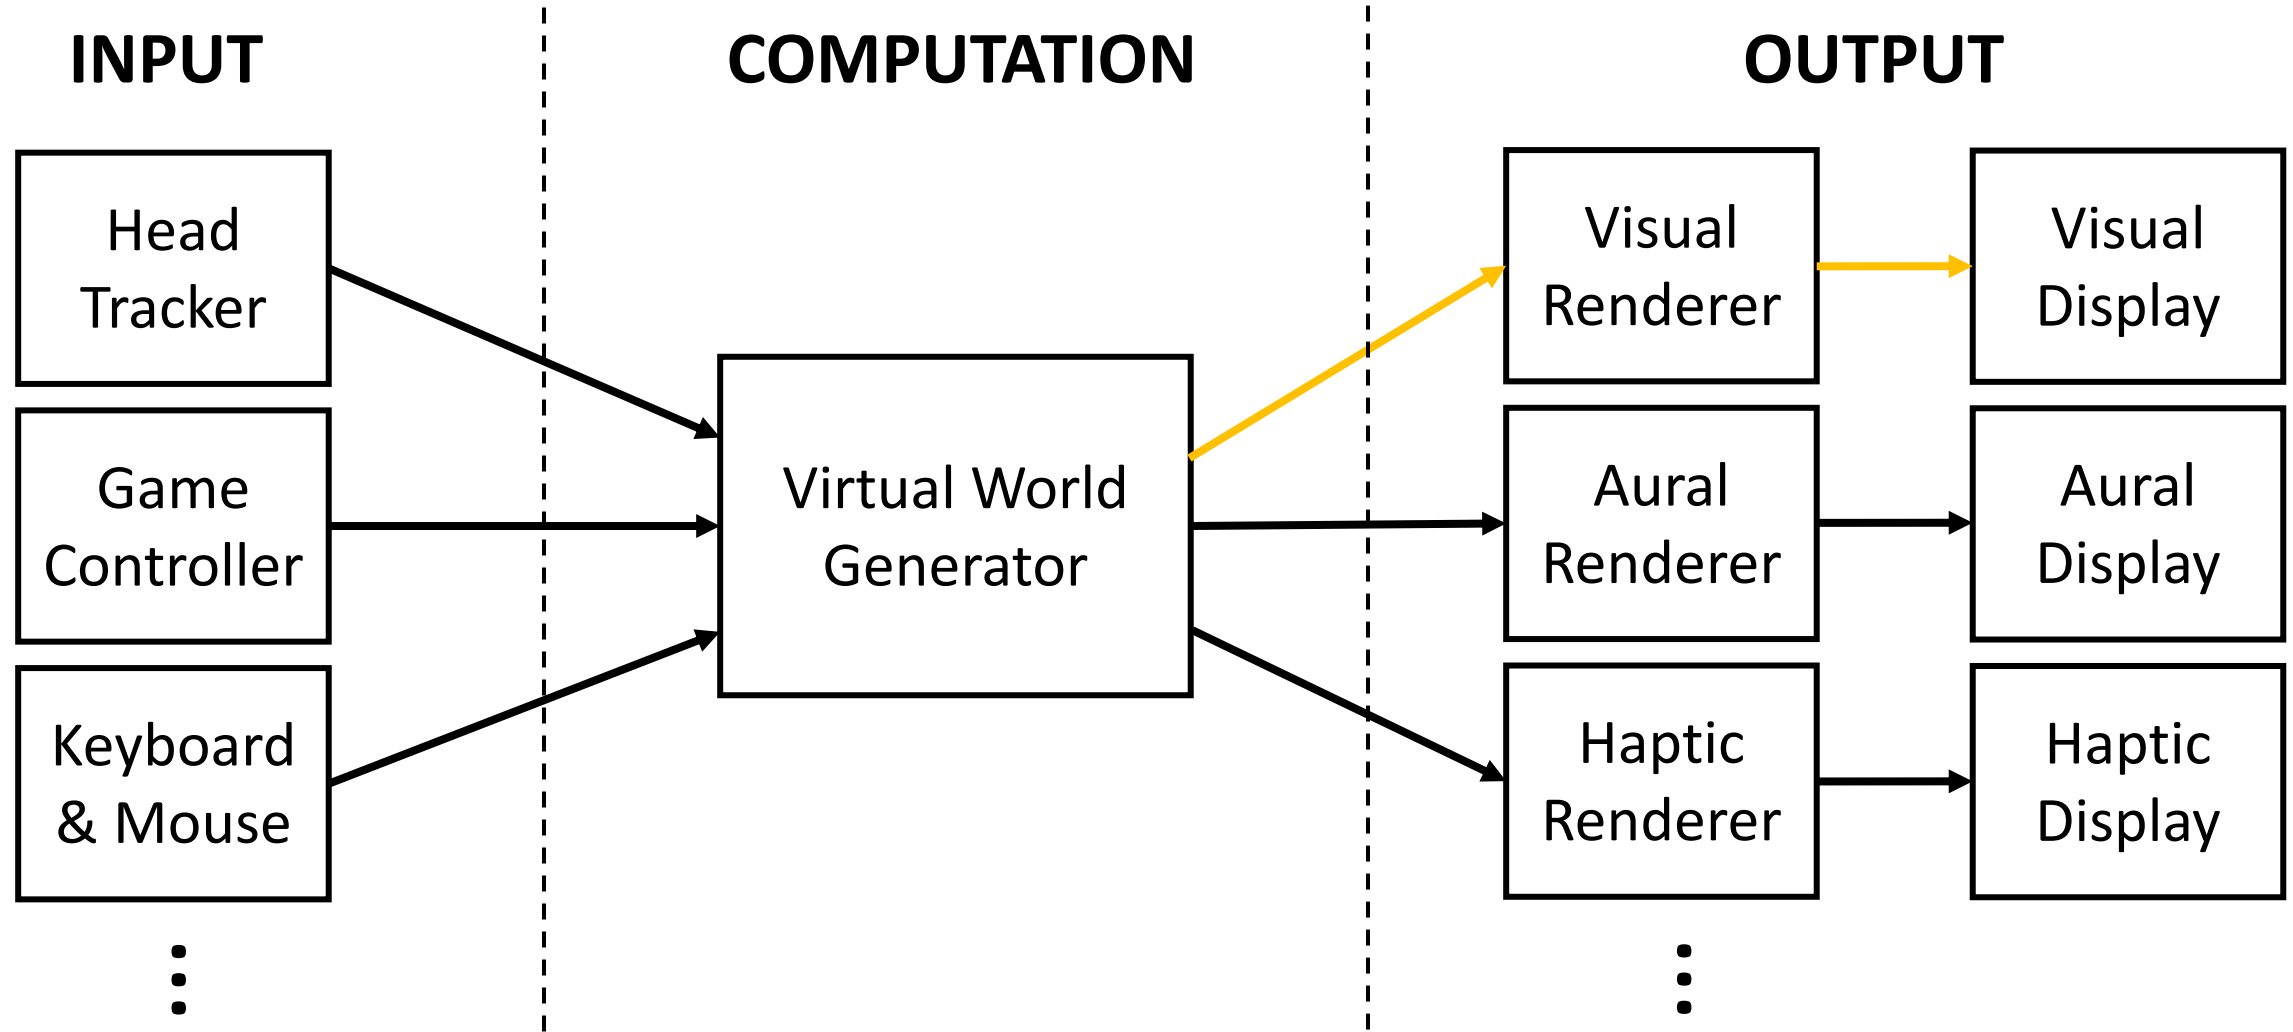 INPUT
COMPUTATION
OUTPUT
Head
Tracker
Game
Controller
Keyboard
& Mouse
Virtual World
Generator
Visual
Renderer
Visual
Display
Aural
Renderer
Aural
Display
Haptic
Renderer
Haptic
Display